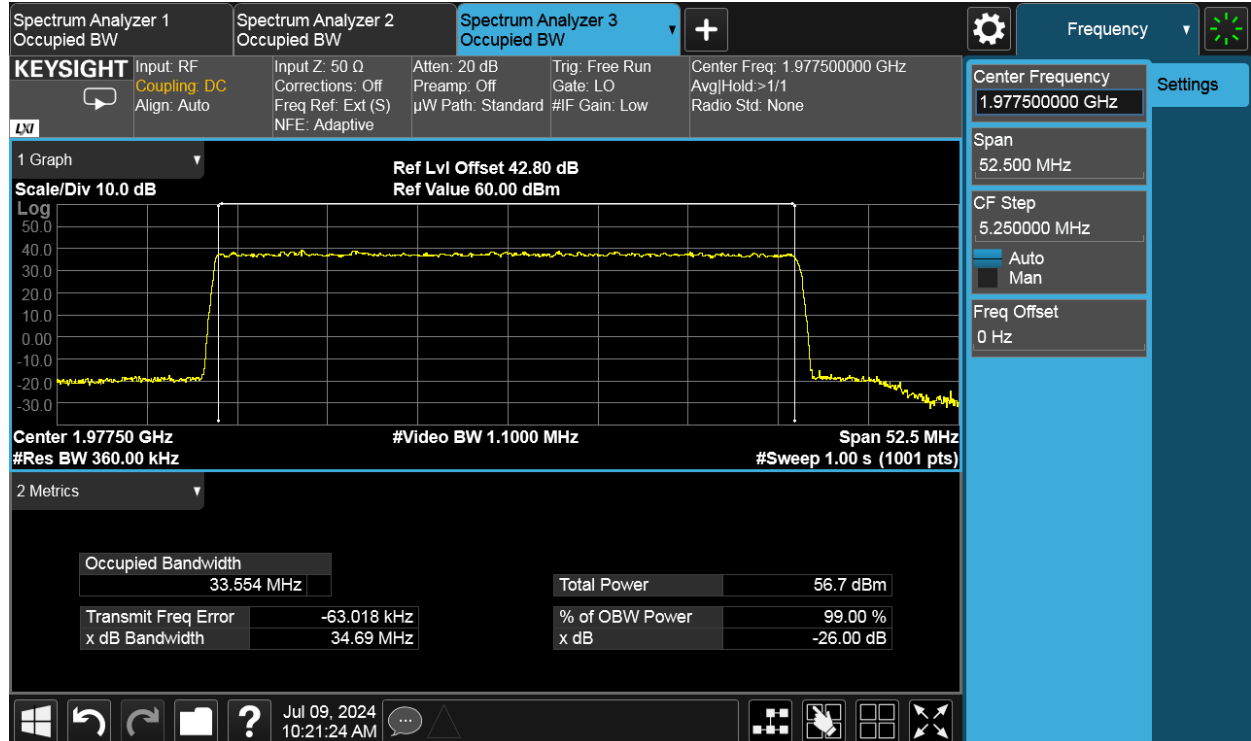 Spectrum Analyzer 1
Occupied BW
Spectrum Analyzer 2
Occupied BW
Spectrum Analyzer 3
Occupied BW
Frequency
KEYSIGHT
LXI
Input: RF
Coupling: DC
Align: Auto
Input Z: 50 Ω
Corrections: Off
Freq Ref: Ext (S)
NFE: Adaptive
Atten: 20 dB
Preamp: Off
µW Path: Standard
Trig: Free Run
Gate: LO
#IF Gain: Low
Center Freq: 1.977500000 GHz
Avg|Hold:>1/1
Radio Std: None
Center Frequency
1.977500000 GHz
Settings
Span
52.500 MHz
CF Step
5.250000 MHz
Auto
Man
Freq Offset
0 Hz
1 Graph
Scale/Div 10.0 dB
Ref Lvl Offset 42.80 dB
Ref Value 60.00 dBm
Log
50.0
40.0
30.0
20.0
10.0
0.00
-10.0
-20.0
-30.0
Center 1.97750 GHz
#Res BW 360.00 kHz
#Video BW 1.1000 MHz
Span 52.5 MHz
#Sweep 1.00 s (1001 pts)
2 Metrics
Occupied Bandwidth
33.554 MHz
Total Power 56.7 dBm
Transmit Freq Error -63.018 kHz
% of OBW Power 99.00 %
x dB Bandwidth 34.69 MHz
x dB -26.00 dB
?
Jul 09, 2024
10:21:24 AM